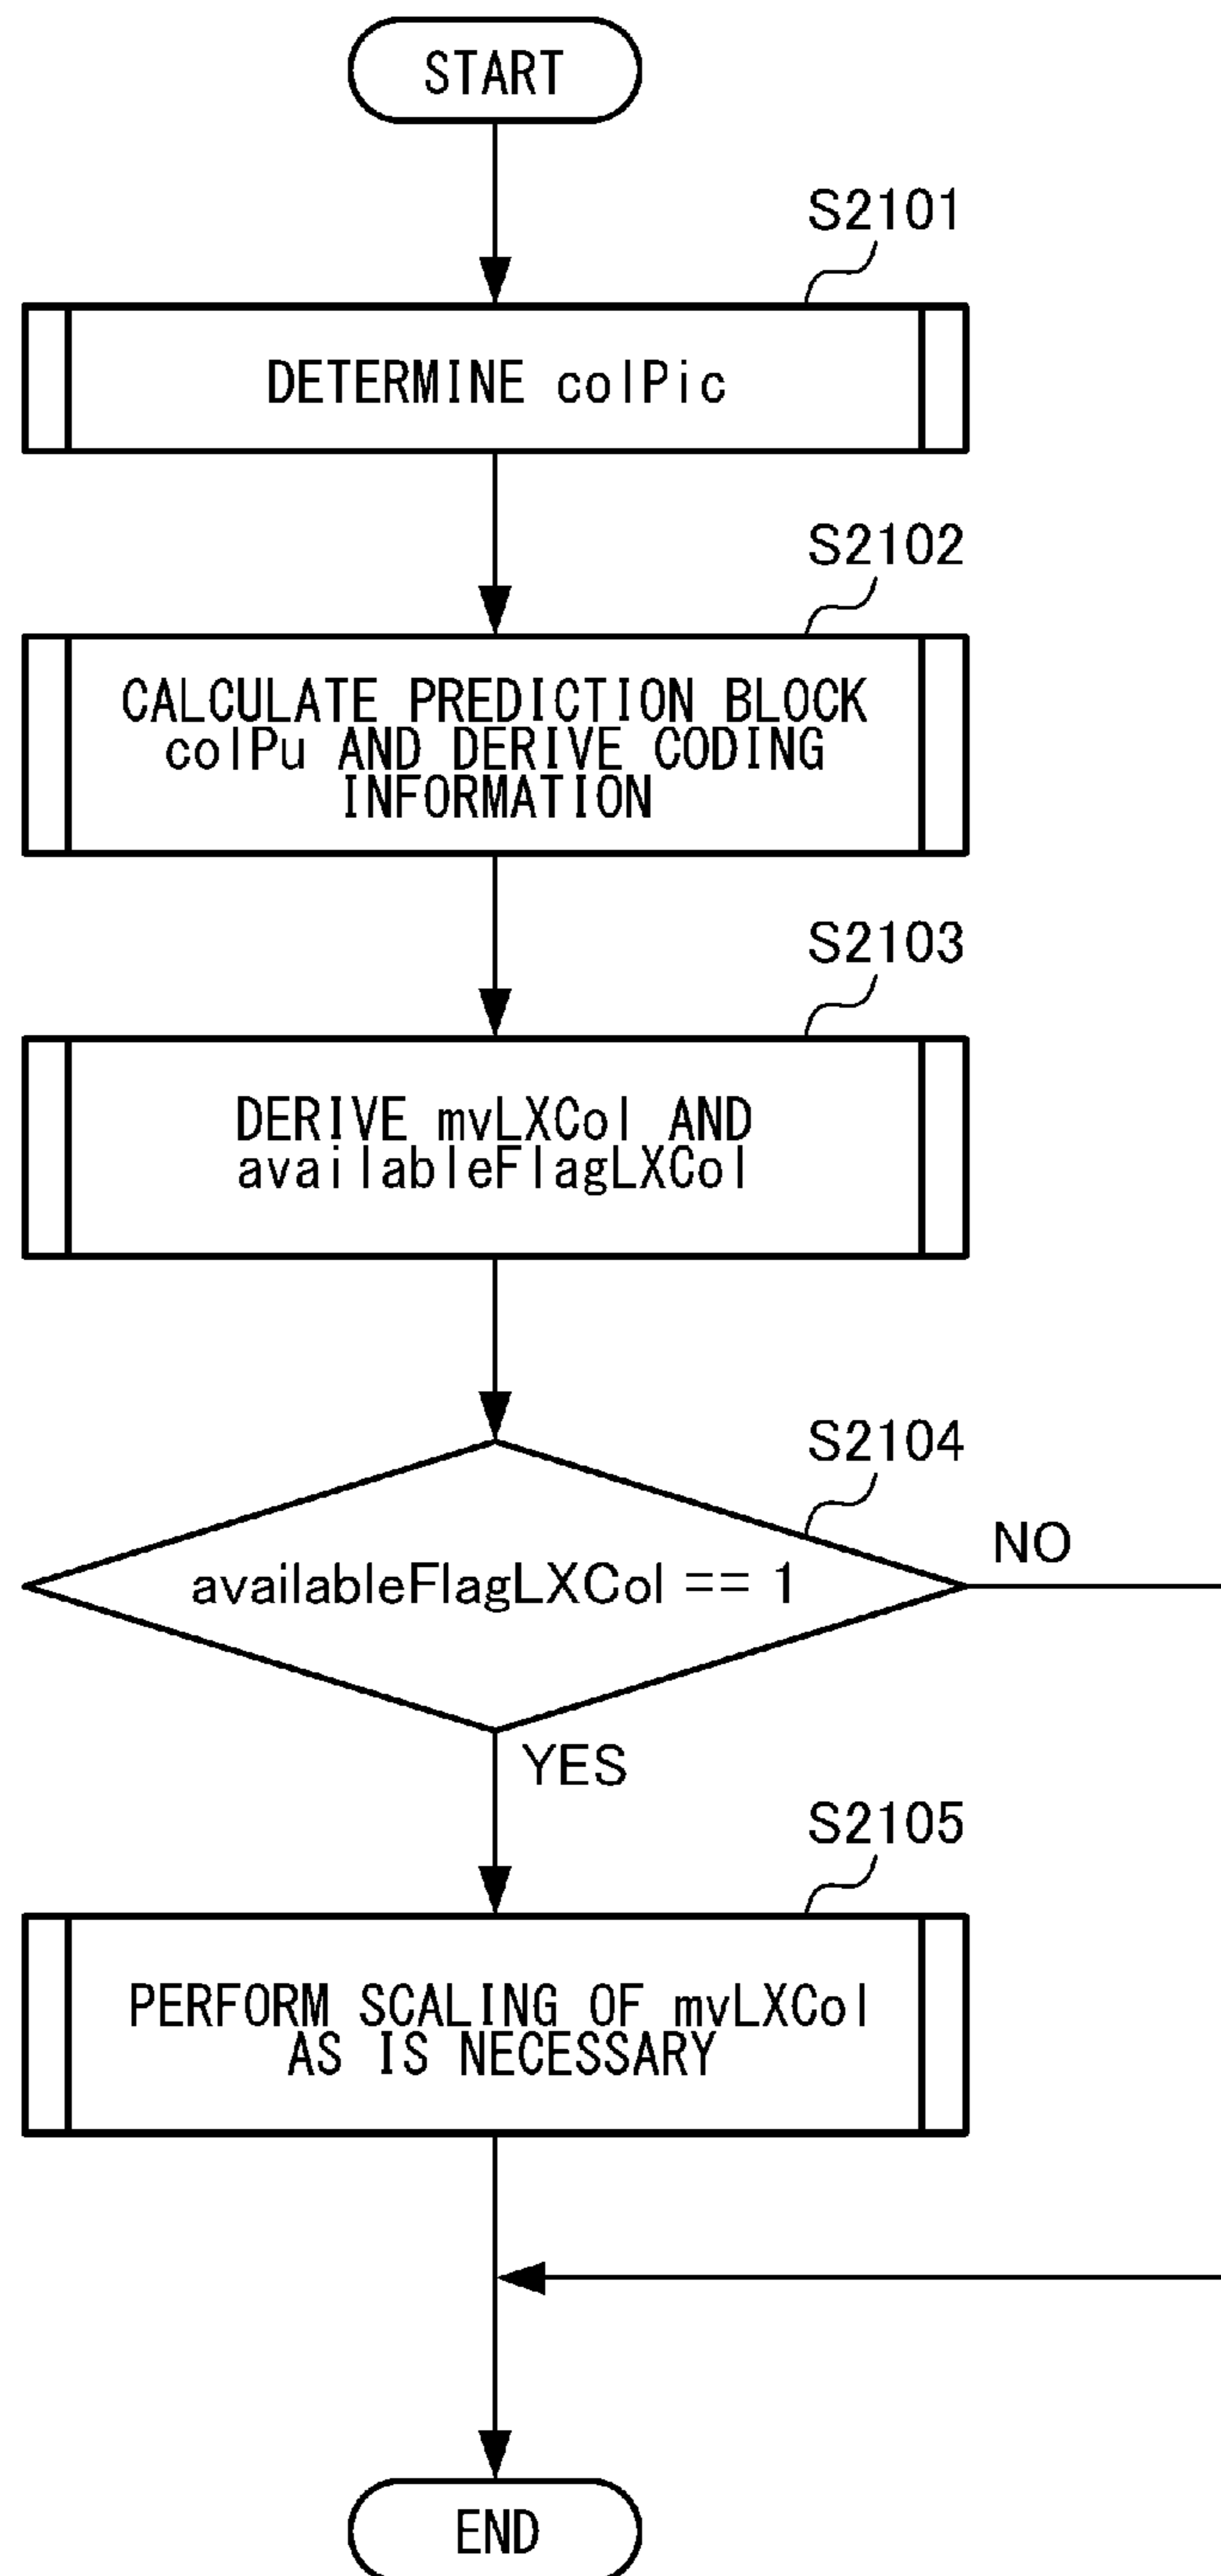 START
S2101
DETERMINE colPic
S2102
CALCULATE PREDICTION BLOCK
colPu AND DERIVE CODING
INFORMATION
S2103
DERIVE mvLXCol AND
availableFlagLXCol
S2104
availableFlagLXCol == 1
NO
YES
S2105
PERFORM SCALING OF mvLXCol
AS IS NECESSARY
END